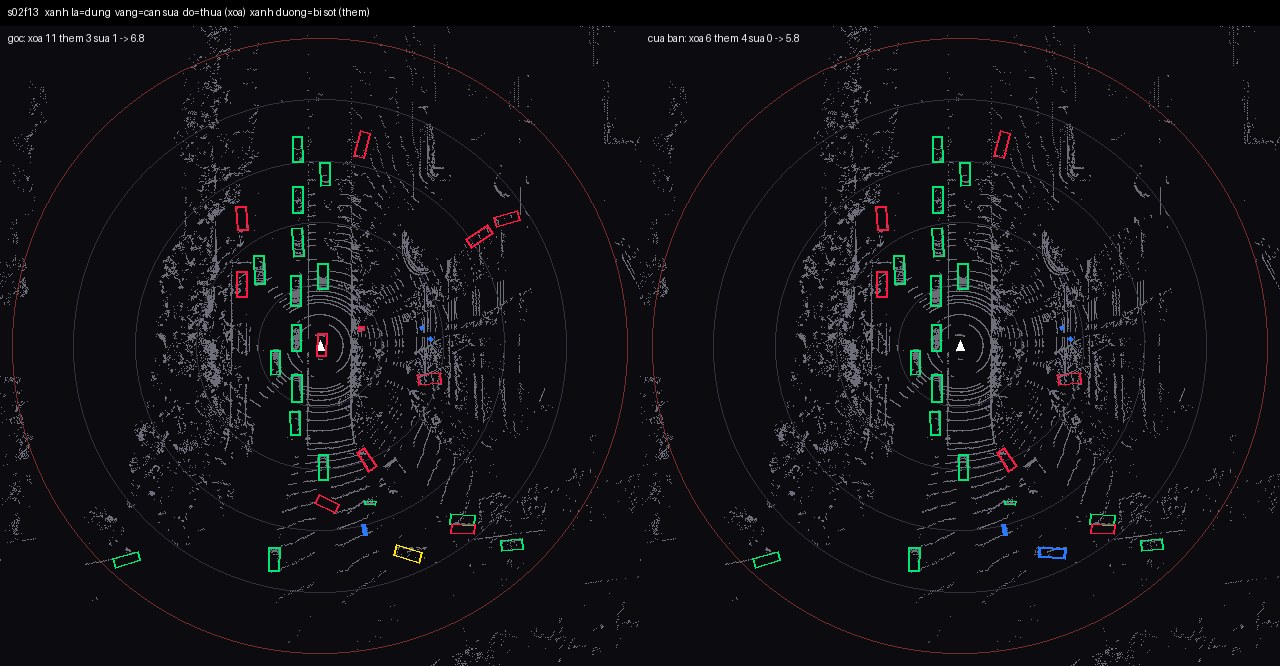 s02f13 xanh la=dung vang=can sua do=thua (xoa) xanh duong=bi sot (them)
goc: xoa 11 them 3 sua 1 -> 6.8
cua ban: xoa 6 them 4 sua 0 -> 5.8